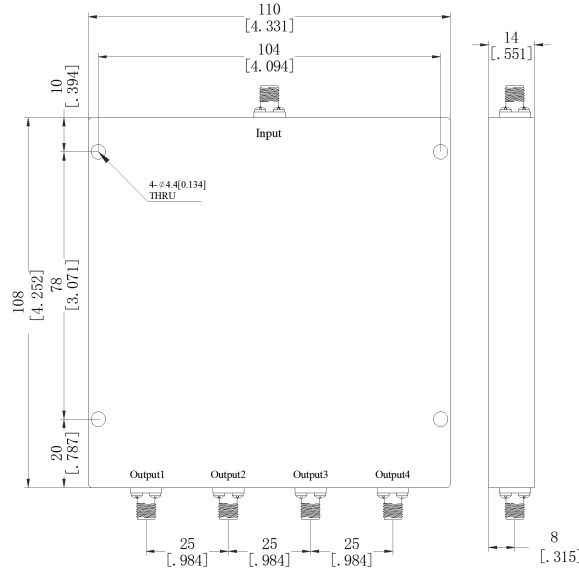 110
[4.331]
104
[4.094]
14
[.551]
10
[.394]
Input
4-Ø4.4[0.134]
THRU
108
[4.252]
78
[3.071]
20
[.787]
Output1 Output2 Output3 Output4
25 25 25
[.984] [.984] [.984]
8
[.315]